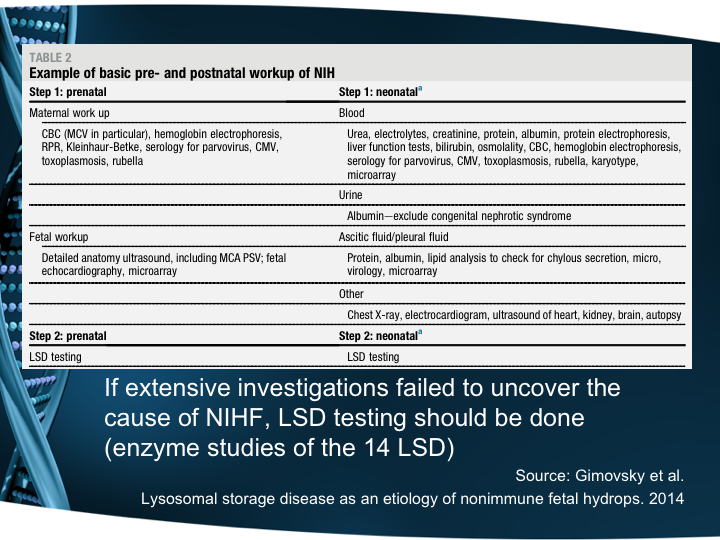 TABLE 2
Example of basic pre- and postnatal workup of NIH
Step 1: prenatal Step 1: neonatalª
Maternal work up Blood
CBC (MCV in particular), hemoglobin electrophoresis, Urea, electrolytes, creatinine, protein, albumin, protein electrophoresis,
RPR, Kleinhaur-Betke, serology for parvovirus, CMV, liver function tests, bilirubin, osmolality, CBC, hemoglobin electrophoresis,
toxoplasmosis, rubella serology for parvovirus, CMV, toxoplasmosis, rubella, karyotype,
microarray
Urine
Albumin—exclude congenital nephrotic syndrome
Fetal workup Ascitic fluid/pleural fluid
Detailed anatomy ultrasound, including MCA PSV; fetal Protein, albumin, lipid analysis to check for chylous secretion, micro,
echocardiography, microarray virology, microarray
Other
Chest X-ray, electrocardiogram, ultrasound of heart, kidney, brain, autopsy
Step 2: prenatal Step 2: neonatalª
LSD testing LSD testing
If extensive investigations failed to uncover the
cause of NIHF, LSD testing should be done
(enzyme studies of the 14 LSD)
Source: Gimovsky et al.
Lysosomal storage disease as an etiology of nonimmune fetal hydrops. 2014